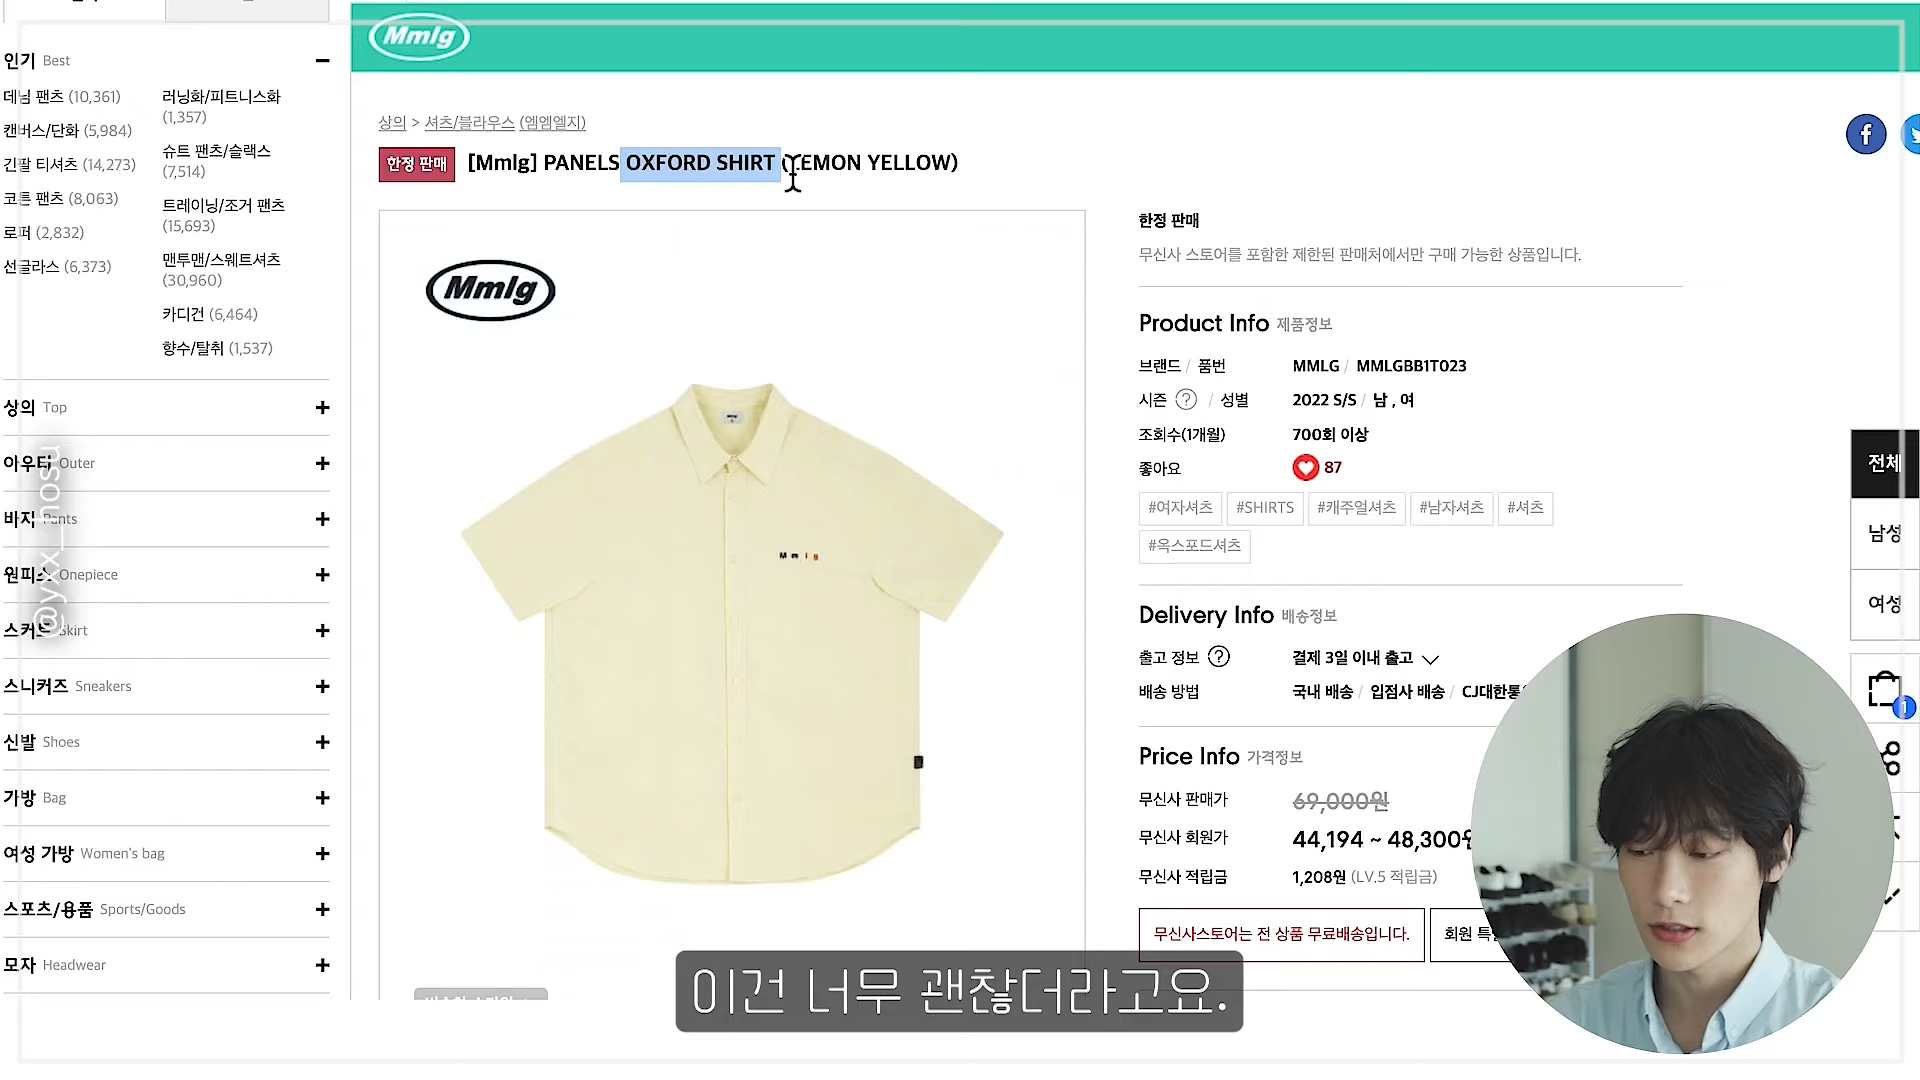 인기 Best
데님 팬츠 (10,361)
캔버스/단화 (5,984)
긴팔 티셔츠 (14,273)
코튼 팬츠 (8,063)
로퍼 (2,832)
선글라스 (6,373)
러닝화/피트니스화
(1,357)
슈트 팬츠/슬랙스
(7,514)
트레이닝/조거 팬츠
(15,693)
맨투맨/스웨트셔츠
(30,960)
카디건 (6,464)
향수/탈취 (1,537)
상의 Top
아우터 Outer
바지 Pants
원피스 Onepiece
스커트 Skirt
스니커즈 Sneakers
신발 Shoes
가방 Bag
여성 가방 Women's bag
스포츠/용품 Sports/Goods
모자 Headwear
@yxx_nosu
Mmlg
상의 > 셔츠/블라우스 (엠엠엘지)
한정 판매 [Mmlg] PANELS OXFORD SHIRT (LEMON YELLOW)
Mmlg
Mmlg
한정 판매
무신사 스토어를 포함한 제한된 판매처에서만 구매 가능한 상품입니다.
Product Info 제품정보
브랜드 / 품번 MMLG / MMLGBB1T023
시즌 ? / 성별 2022 S/S / 남 , 여
조회수(1개월) 700회 이상
좋아요 87
#여자셔츠 #SHIRTS #캐주얼셔츠 #남자셔츠 #셔츠
#옥스포드셔츠
Delivery Info 배송정보
출고 정보 ? 결제 3일 이내 출고
배송 방법 국내 배송 / 입점사 배송 / CJ대한통
Price Info 가격정보
무신사 판매가 69,000원
무신사 회원가 44,194 ~ 48,300원
무신사 적립금 1,208원 (LV.5 적립금)
무신사스토어는 전 상품 무료배송입니다.
회원 특
전체
남성
여성
1
이건 너무 괜찮더라고요.